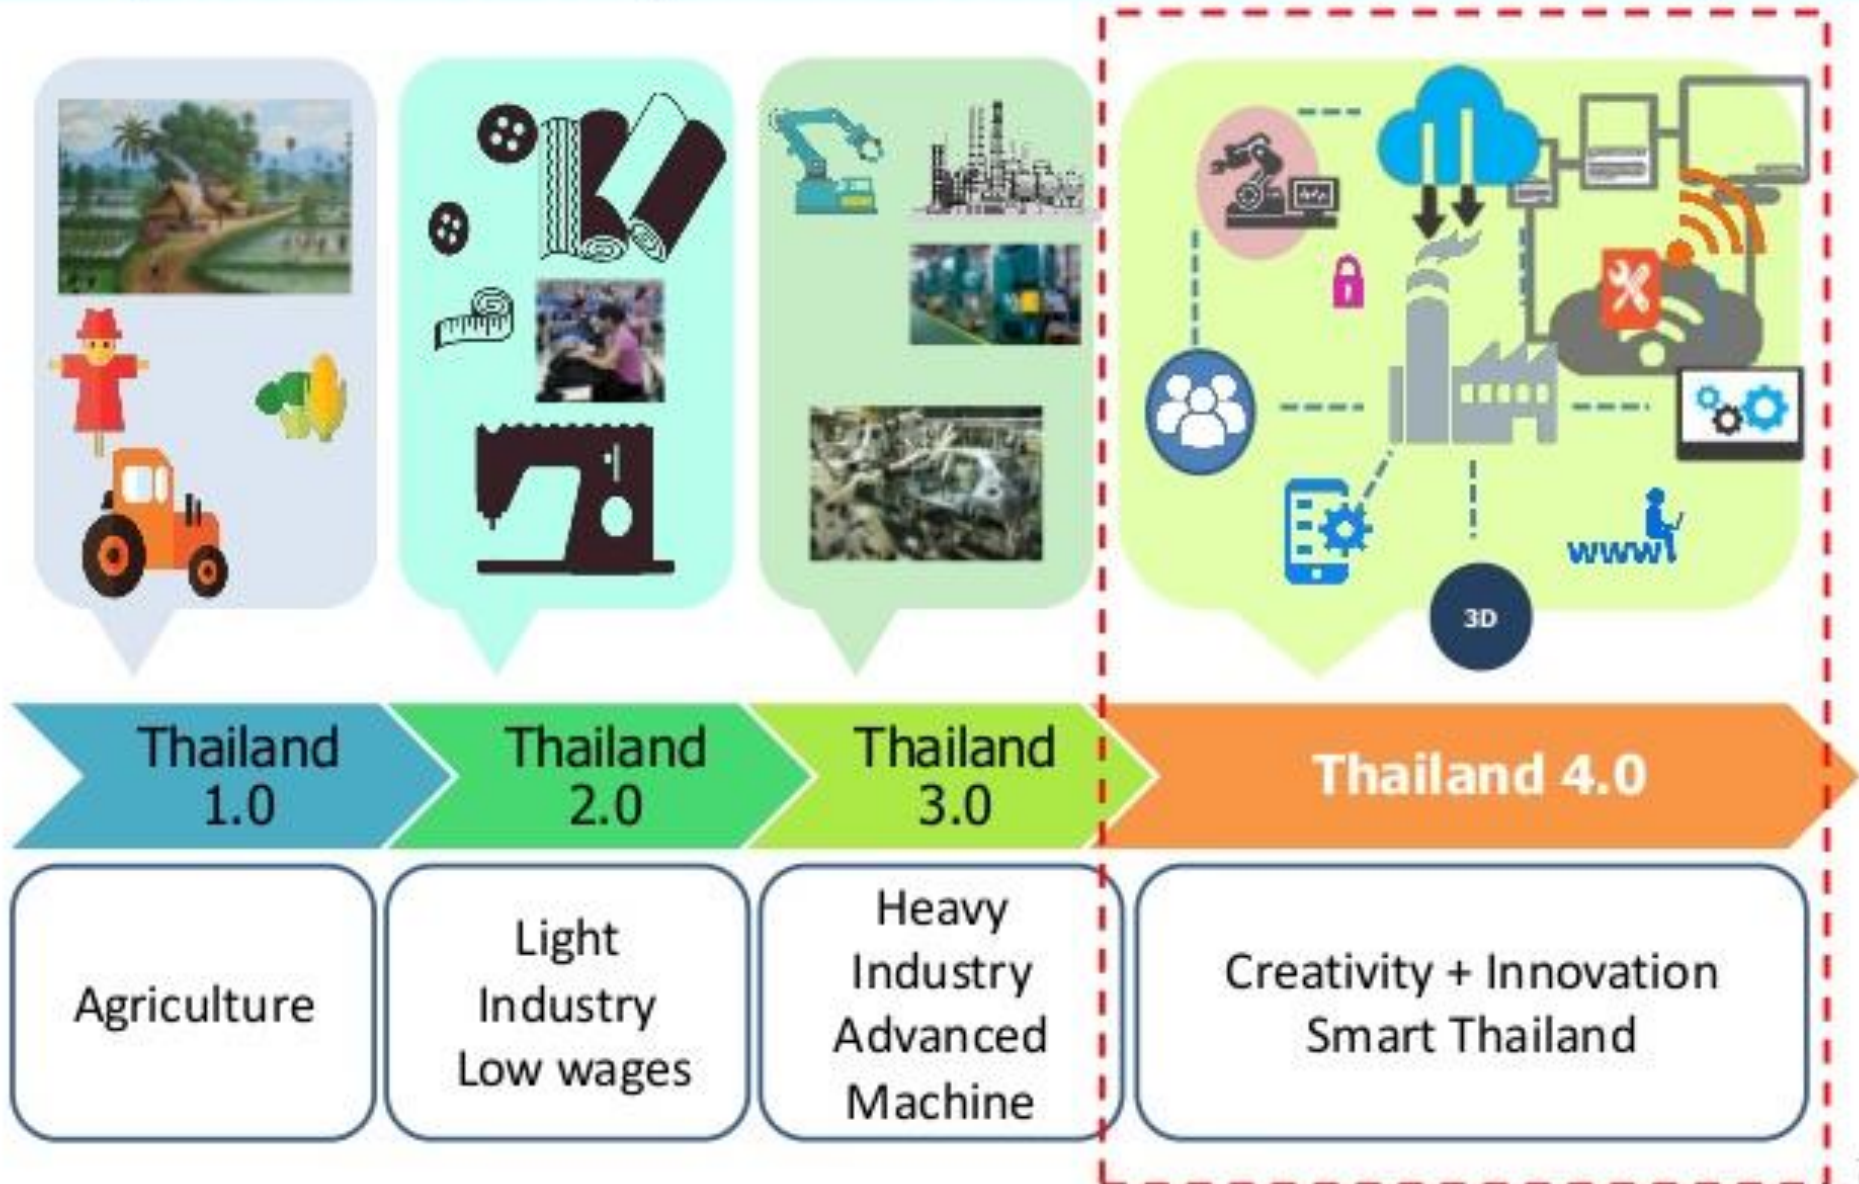 3D
www
Thailand
1.0
Thailand
2.0
Thailand
3.0
Thailand 4.0
Agriculture
Light
Industry
Low wages
Heavy
Industry
Advanced
Machine
Creativity + Innovation
Smart Thailand